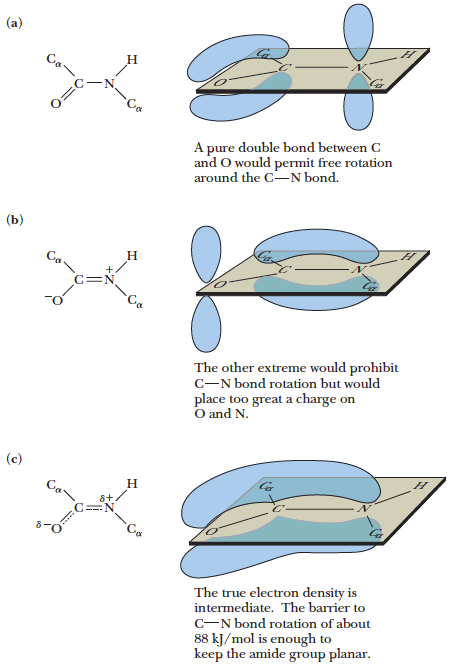 (a)
Cα H
C—N
O Cα
Cα C N H
O Cα
A pure double bond between C
and O would permit free rotation
around the C—N bond.
(b)
Cα H
+
C═N
−O Cα
Cα C N H
O Cα
The other extreme would prohibit
C—N bond rotation but would
place too great a charge on
O and N.
(c)
Cα H
δ+
C═N
δ−O Cα
Cα C N H
O Cα
The true electron density is
intermediate. The barrier to
C—N bond rotation of about
88 kJ/mol is enough to
keep the amide group planar.